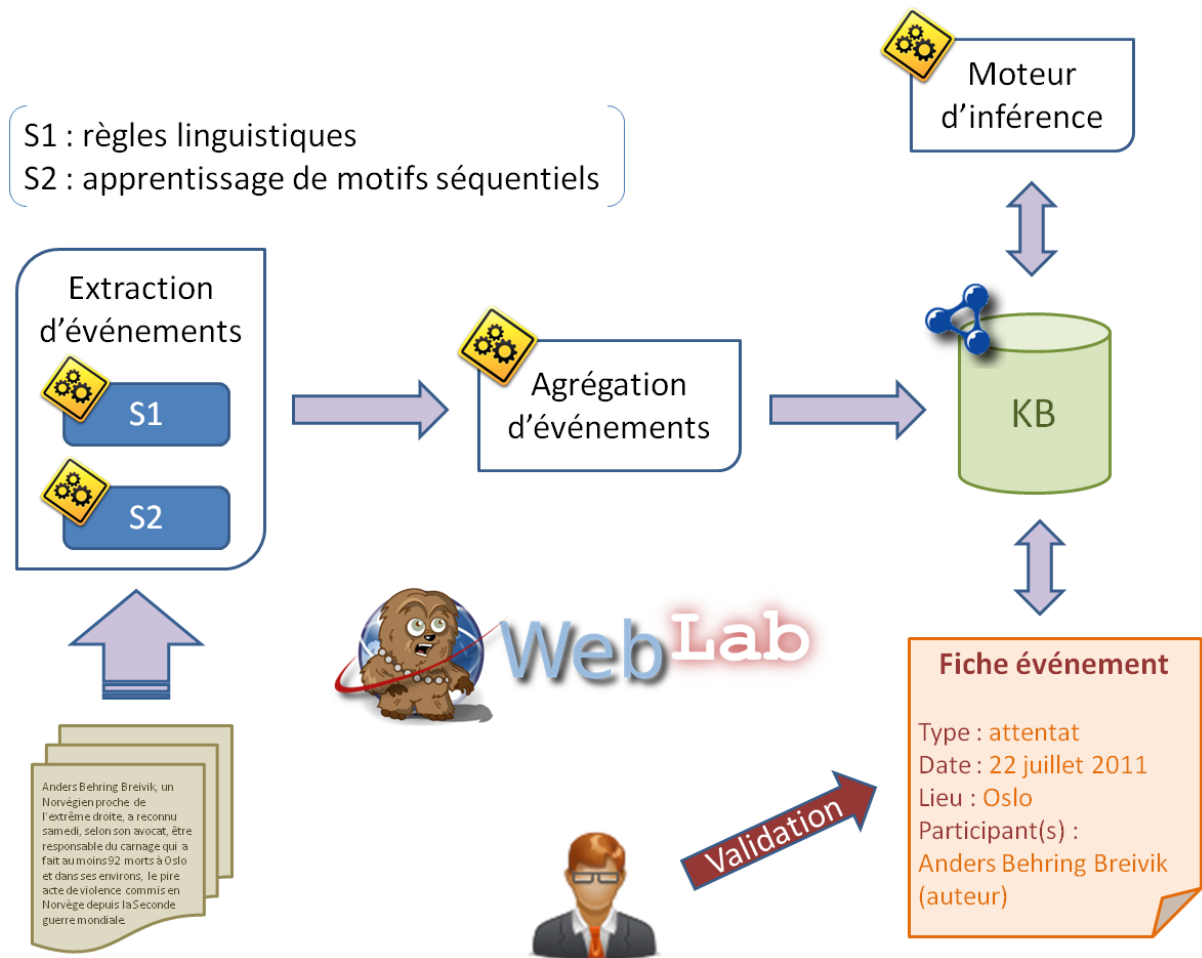 Moteur
d'inférence
S1 : règles linguistiques
S2 : apprentissage de motifs séquentiels
Extraction
d'événements
S1
S2
Agrégation
d'événements
KB
WebLab
Anders Behring Breivik, un
Norvégien proche de
l'extrême droite, a reconnu
samedi, selon son avocat, être
responsable du carnage qui a
fait au moins 92 morts à Oslo
et dans ses environs, le pire
acte de violence commis en
Norvège depuis la Seconde
guerre mondiale.
Validation
Fiche événement
Type : attentat
Date : 22 juillet 2011
Lieu : Oslo
Participant(s) :
Anders Behring Breivik
(auteur)